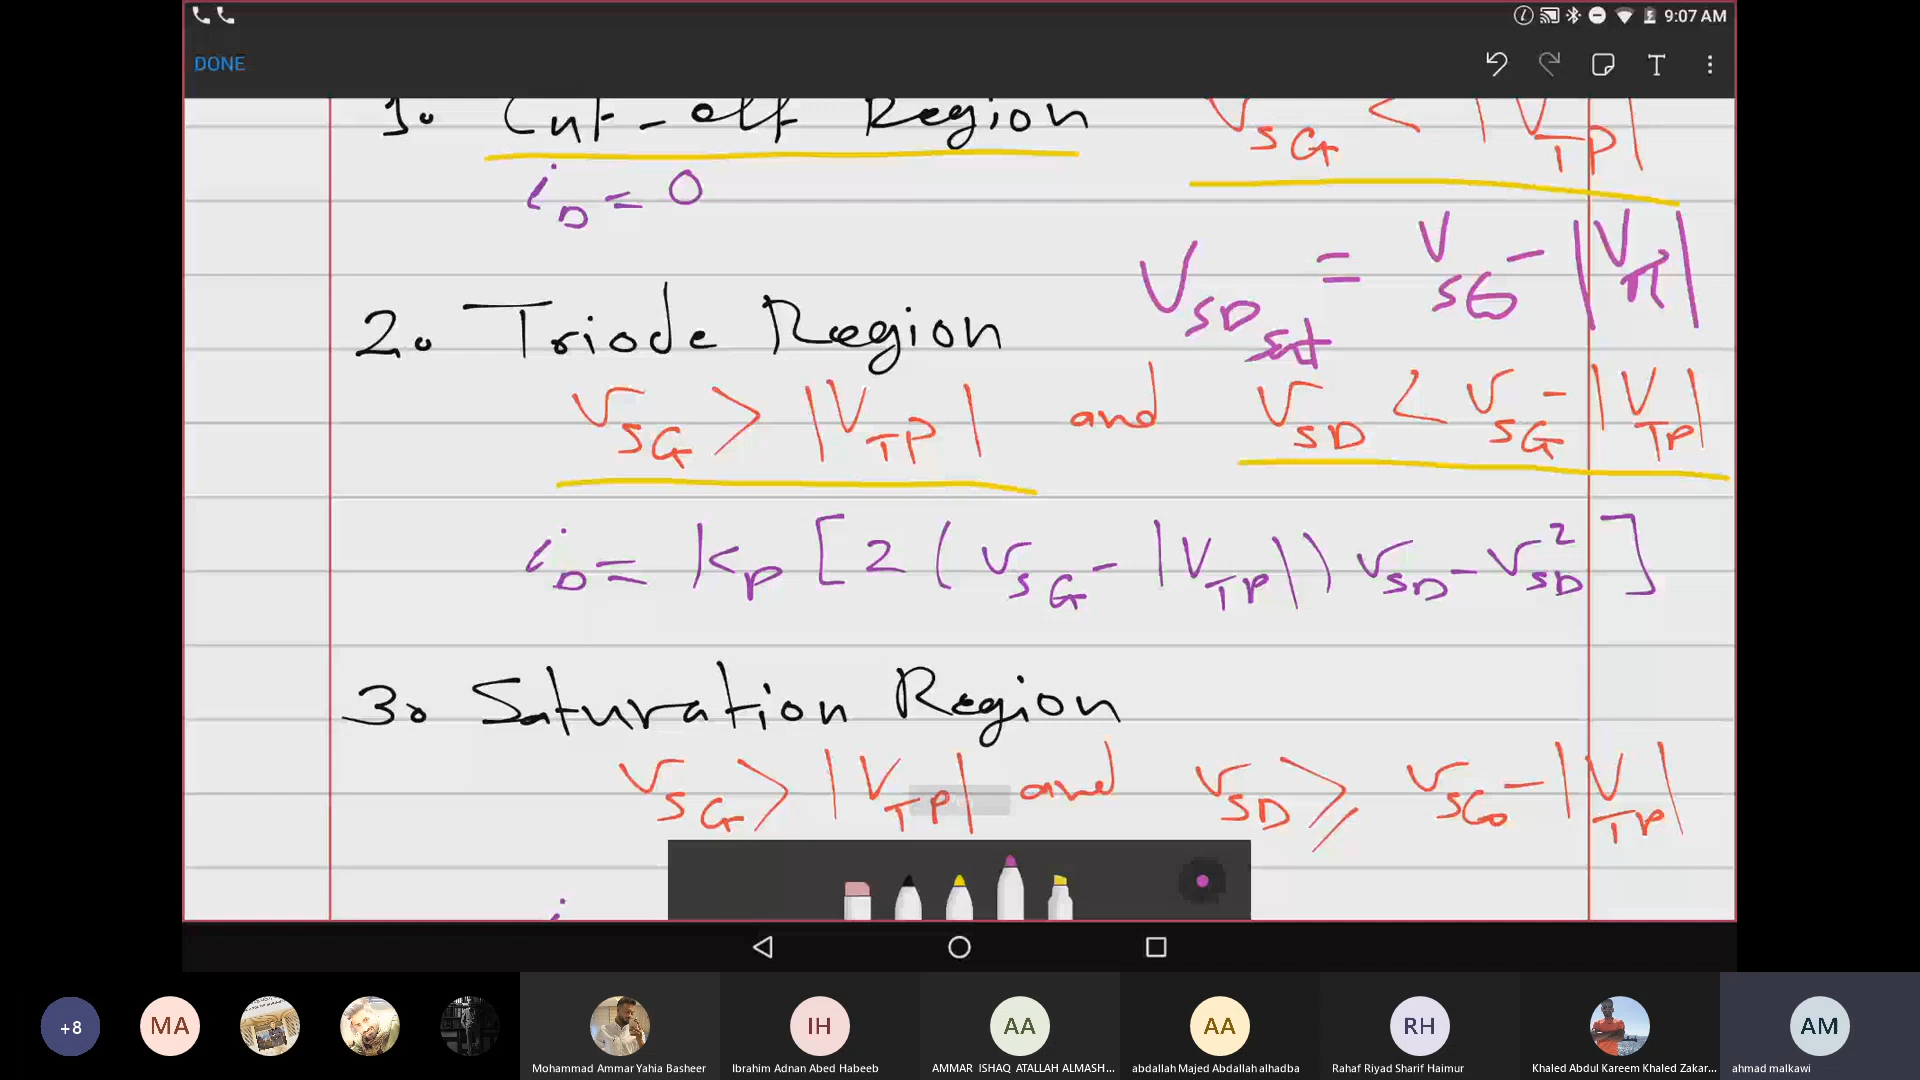 9:07 AM
DONE
1. Cut-off Region V_SG < |V_TP|
i_D = 0
V_SD sat = V_SG - |V_TP|
2. Triode Region
V_SG > |V_TP| and V_SD < V_SG - |V_TP|
i_D = K_P [2 (V_SG - |V_TP|) V_SD - V_SD²]
3. Saturation Region
V_SG > |V_TP| and V_SD ⩾ V_SG - |V_TP|
+8
MA
IH
AA
AA
RH
AM
Mohammad Ammar Yahia Basheer
Ibrahim Adnan Abed Habeeb
AMMAR ISHAQ ATALLAH ALMASH...
abdallah Majed Abdallah alhadba
Rahaf Riyad Sharif Haimur
Khaled Abdul Kareem Khaled Zakar...
ahmad malkawi